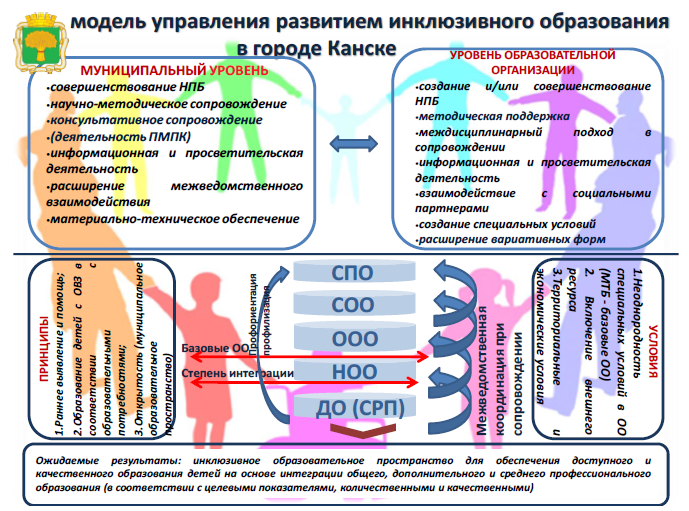 модель управления развитием инклюзивного образования
в городе Канске
МУНИЦИПАЛЬНЫЙ УРОВЕНЬ
•совершенствование НПБ
•научно-методическое сопровождение
•консультативное сопровождение
•(деятельность ПМПК)
•информационная и просветительская
деятельность
•расширение межведомственного
взаимодействия
•материально-техническое обеспечение
УРОВЕНЬ ОБРАЗОВАТЕЛЬНОЙ
ОРГАНИЗАЦИИ
•создание и/или совершенствование
НПБ
•методическая поддержка
•междисциплинарный подход в
сопровождении
•информационная и просветительская
деятельность
•взаимодействие с социальными
партнерами
•создание специальных условий
•расширение вариативных форм
ПРИНЦИПЫ
1.Раннее выявление и помощь;
2.Образование детей с ОВЗ в
соответствии с
образовательными
потребностями;
3.Открытость (муниципальное
образовательное
пространство)
Базовые ОО
Степень интеграции
Профориентация
профилизация
СПО
СОО
ООО
НОО
ДО (СРП)
Межведомственная
координация при
сопровождении
УСЛОВИЯ
1.Неоднородность
специальных условий в ОО
(МТБ - базовые ОО)
2. Включение внешнего
ресурса
3.Территориальные и
экономические условия
Ожидаемые результаты: инклюзивное образовательное пространство для обеспечения доступного и
качественного образования детей на основе интеграции общего, дополнительного и среднего профессионального
образования (в соответствии с целевыми показателями, количественными и качественными)